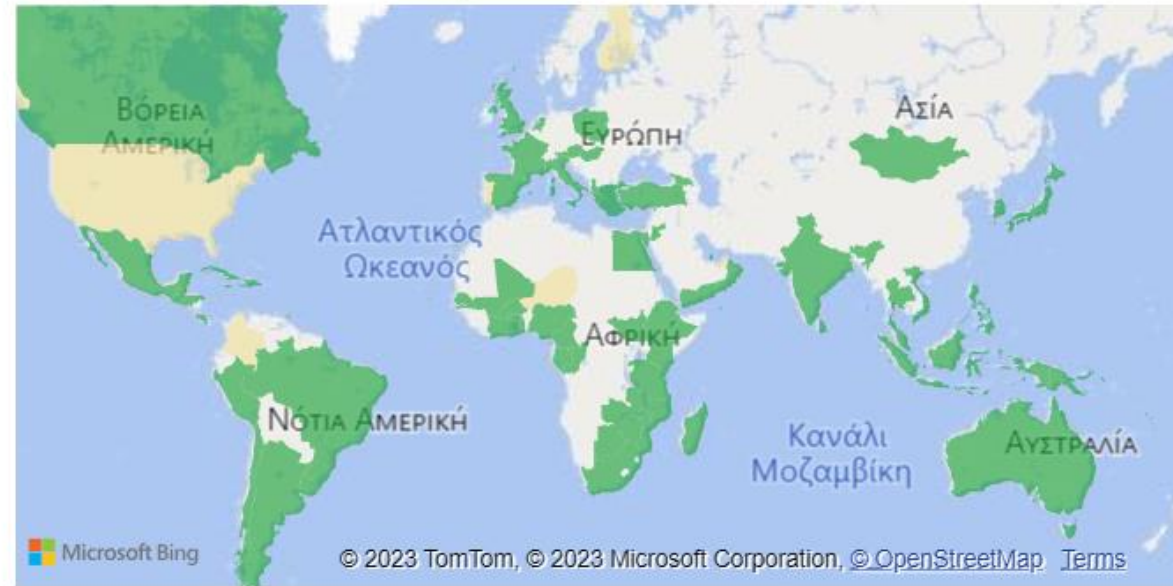 ΒΌΡΕΙΑ
ΑΜΕΡΙΚΉ
ΑΣΊΑ
ΕΥΡΏΠΗ
Ατλαντικός
Ωκεανός
ΑΦΡΙΚΉ
ΝΌΤΙΑ ΑΜΕΡΙΚΉ
Κανάλι
Μοζαμβίκη
ΑΥΣΤΡΑΛΊΑ
Microsoft Bing
© 2023 TomTom, © 2023 Microsoft Corporation, © OpenStreetMap Terms